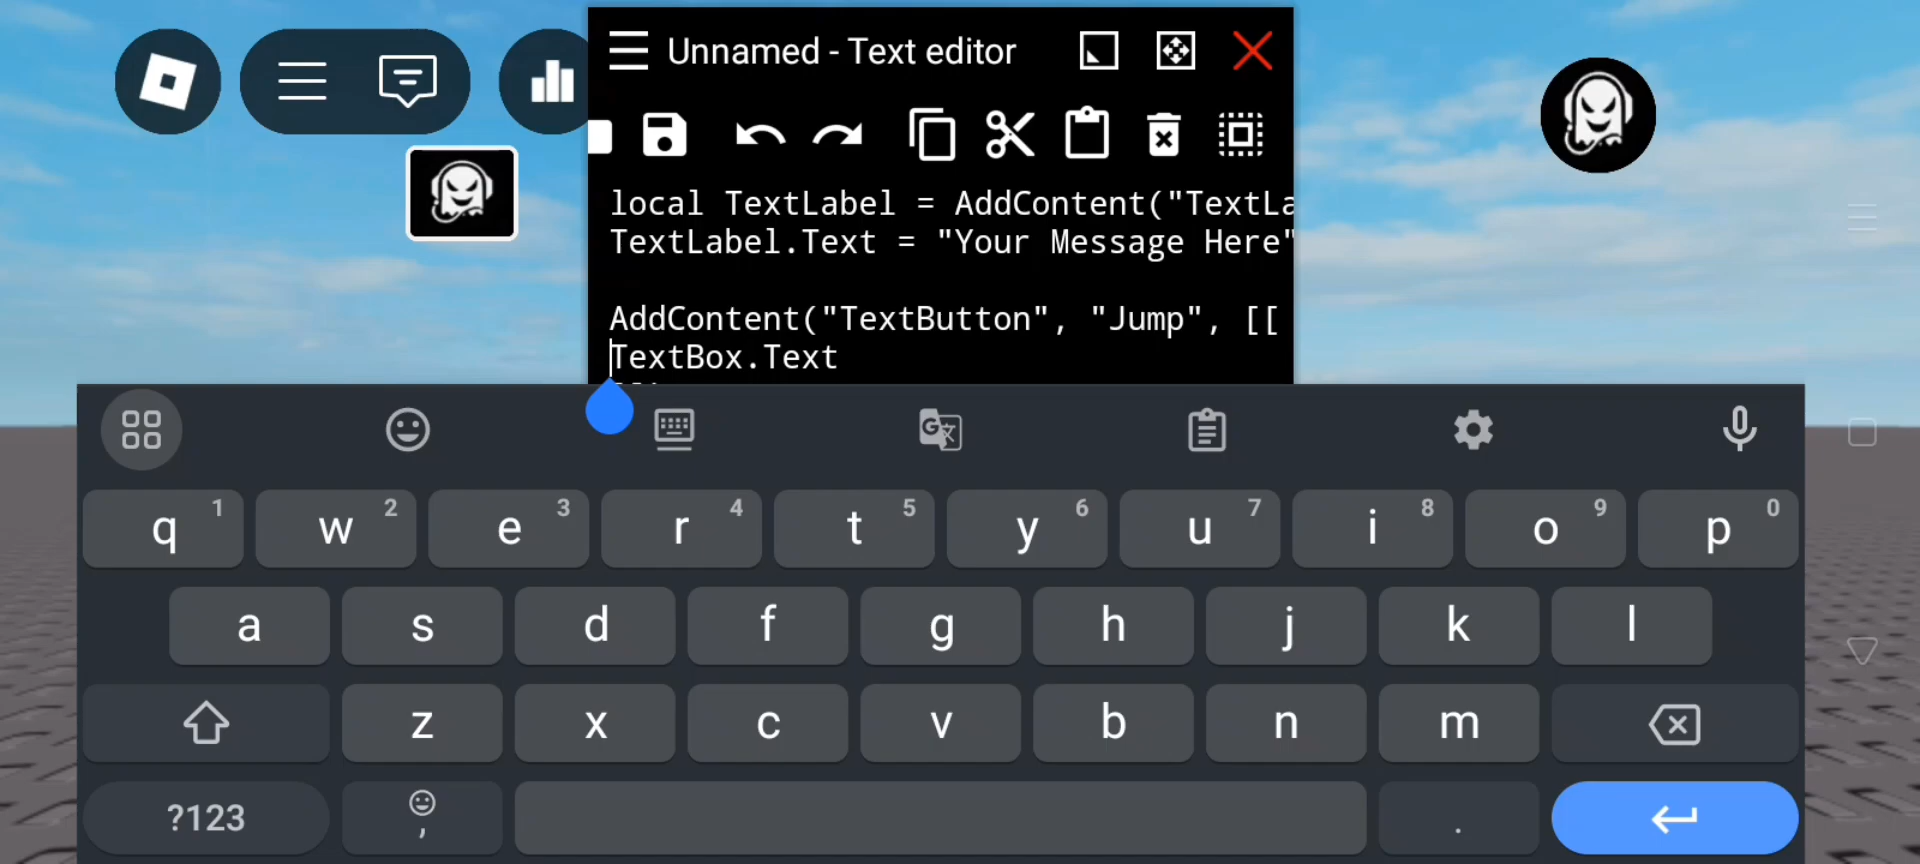 Unnamed - Text editor
local TextLabel = AddContent("TextLa
TextLabel.Text = "Your Message Here"
AddContent("TextButton", "Jump", [[
TextBox.Text
q 1 w 2 e 3 r 4 t 5 y 6 u 7 i 8 o 9 p 0
a s d f g h j k l
z x c v b n m
?123 , .